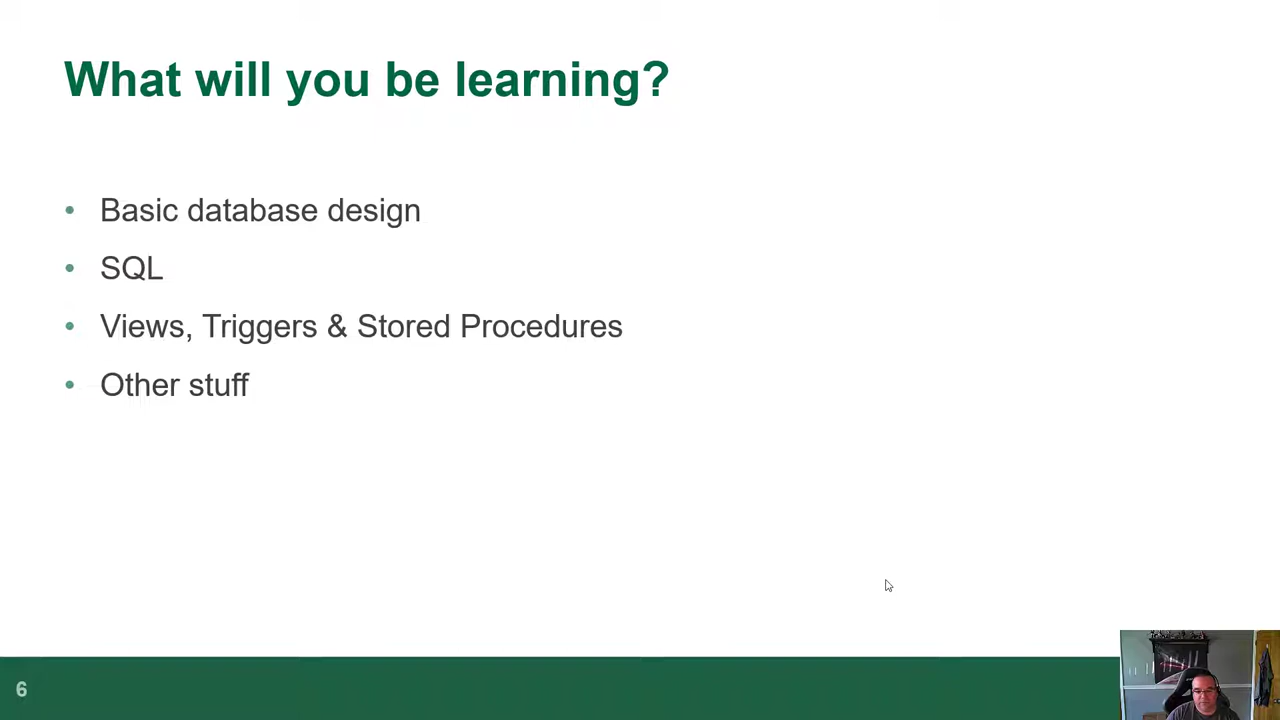 What will you be learning?
• Basic database design
• SQL
• Views, Triggers & Stored Procedures
• Other stuff
6